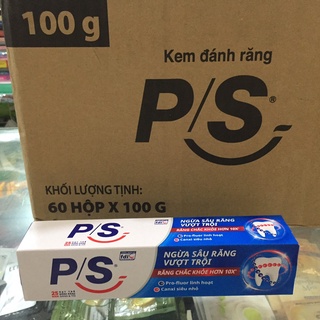 100 g
Kem đánh răng
P/S®
KHỐI LƯỢNG TỊNH:
60 HỘP X 100 G
P/S
NGỪA SÂU RĂNG
VƯỢT TRỘI
RĂNG CHẮC KHỎE HƠN 10X*
Pro-fluor linh hoạt
Canxi siêu nhỏ